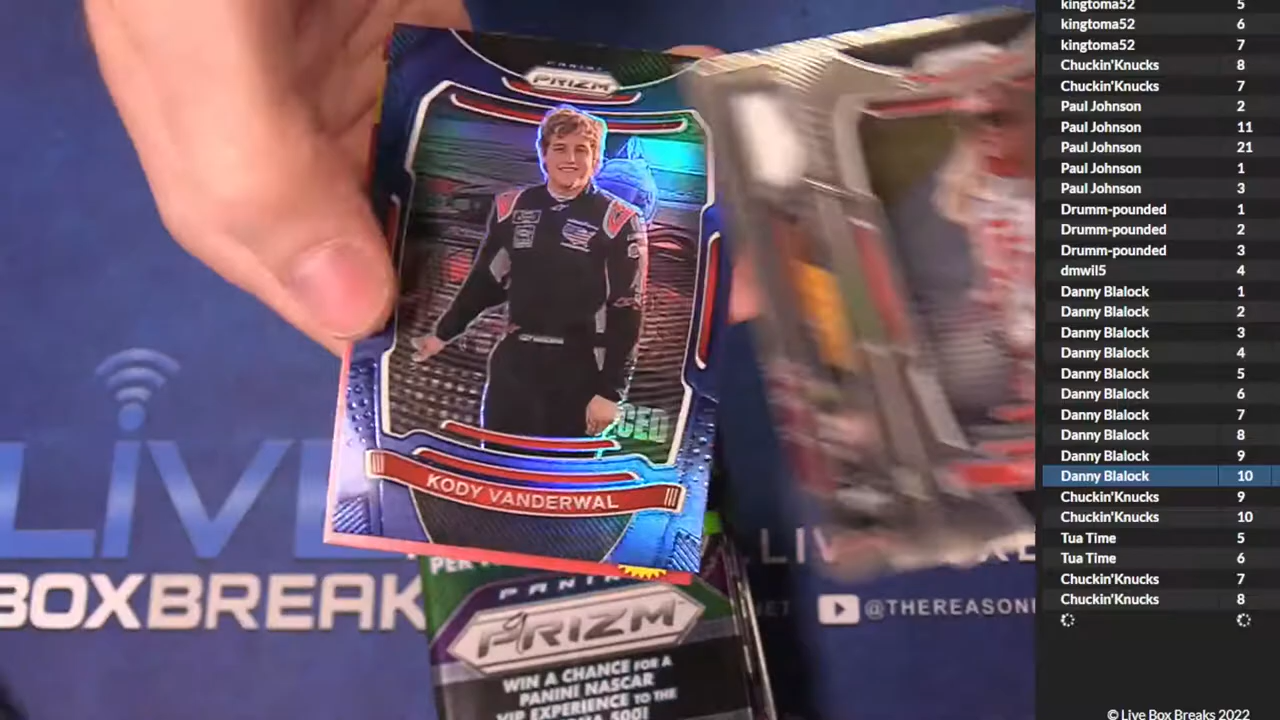 PANINI
PRIZM
CED
KODY VANDERWAL
LIVE
BOXBREAK
PANINI
PRIZM
WIN A CHANCE FOR A
PANINI NASCAR
VIP EXPERIENCE TO THE
500!
@THEREASON
kingtoma52 5
kingtoma52 6
kingtoma52 7
Chuckin'Knucks 8
Chuckin'Knucks 7
Paul Johnson 2
Paul Johnson 11
Paul Johnson 21
Paul Johnson 1
Paul Johnson 3
Drumm-pounded 1
Drumm-pounded 2
Drumm-pounded 3
dmwil5 4
Danny Blalock 1
Danny Blalock 2
Danny Blalock 3
Danny Blalock 4
Danny Blalock 5
Danny Blalock 6
Danny Blalock 7
Danny Blalock 8
Danny Blalock 9
Danny Blalock 10
Chuckin'Knucks 9
Chuckin'Knucks 10
Tua Time 5
Tua Time 6
Chuckin'Knucks 7
Chuckin'Knucks 8
© Live Box Breaks 2022